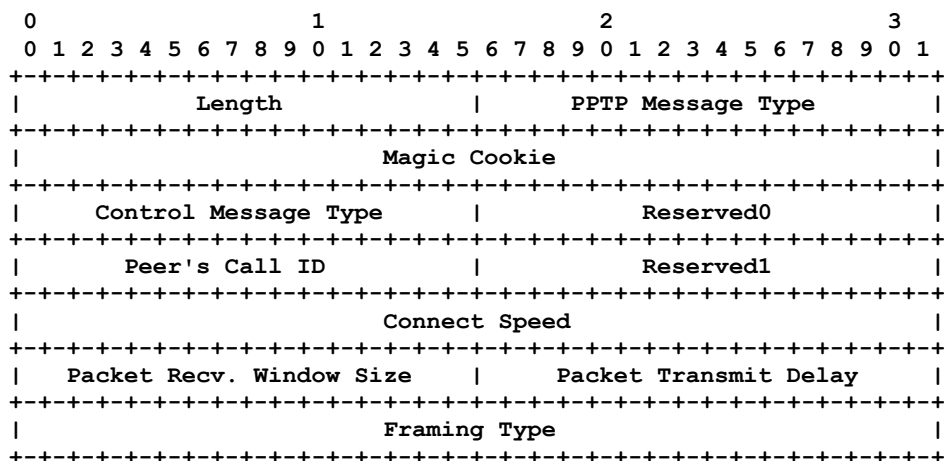 0                   1                   2                   3
 0 1 2 3 4 5 6 7 8 9 0 1 2 3 4 5 6 7 8 9 0 1 2 3 4 5 6 7 8 9 0 1
+-+-+-+-+-+-+-+-+-+-+-+-+-+-+-+-+-+-+-+-+-+-+-+-+-+-+-+-+-+-+-+-+
|            Length             |      PPTP Message Type        |
+-+-+-+-+-+-+-+-+-+-+-+-+-+-+-+-+-+-+-+-+-+-+-+-+-+-+-+-+-+-+-+-+
|                         Magic Cookie                          |
+-+-+-+-+-+-+-+-+-+-+-+-+-+-+-+-+-+-+-+-+-+-+-+-+-+-+-+-+-+-+-+-+
|     Control Message Type      |           Reserved0           |
+-+-+-+-+-+-+-+-+-+-+-+-+-+-+-+-+-+-+-+-+-+-+-+-+-+-+-+-+-+-+-+-+
|       Peer's Call ID          |           Reserved1           |
+-+-+-+-+-+-+-+-+-+-+-+-+-+-+-+-+-+-+-+-+-+-+-+-+-+-+-+-+-+-+-+-+
|                         Connect Speed                         |
+-+-+-+-+-+-+-+-+-+-+-+-+-+-+-+-+-+-+-+-+-+-+-+-+-+-+-+-+-+-+-+-+
|   Packet Recv. Window Size    |     Packet Transmit Delay     |
+-+-+-+-+-+-+-+-+-+-+-+-+-+-+-+-+-+-+-+-+-+-+-+-+-+-+-+-+-+-+-+-+
|                         Framing Type                          |
+-+-+-+-+-+-+-+-+-+-+-+-+-+-+-+-+-+-+-+-+-+-+-+-+-+-+-+-+-+-+-+-+